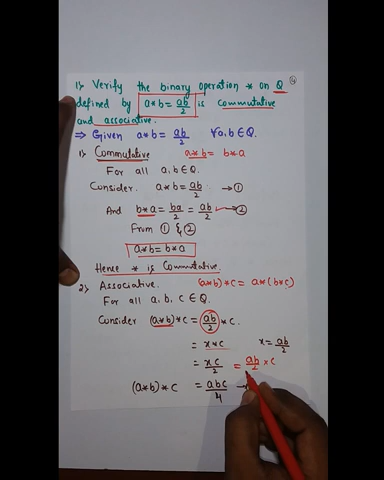 1) Verify the binary operation * on Q
defined by a*b = ab/2 is commutative
and associative.
⇒ Given a*b = ab/2 ∀a,b∈Q.
1) Commutative a*b = b*a
For all a,b∈Q.
Consider a*b = ab/2 → ①
And b*a = ba/2 = ab/2 → ②
From ① & ②
a*b = b*a
Hence * is Commutative.
2) Associative. (a*b)*c = a*(b*c)
For all a, b, c ∈ Q.
Consider (a*b)*c = ab/2 * c.
= x*c x = ab/2
= xc/2 = ab/2 × c
(a*b)*c = abc/4 →